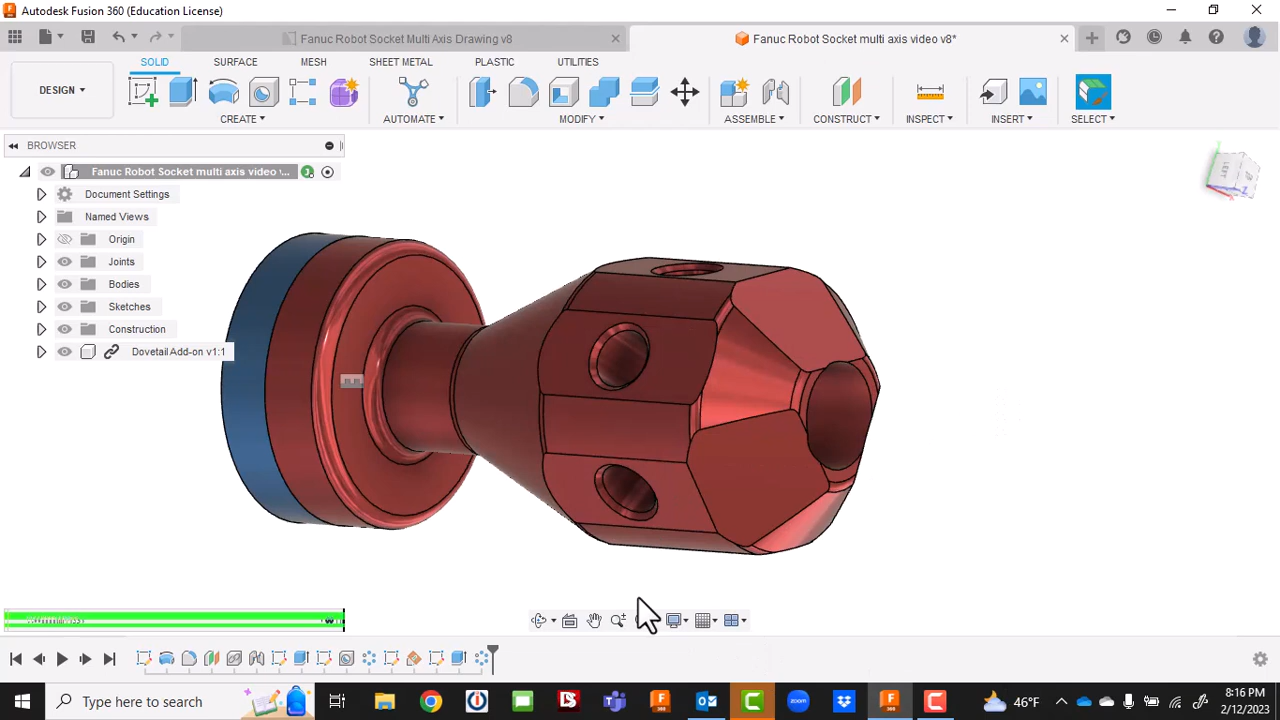 Autodesk Fusion 360 (Education License)
Fanuc Robot Socket Multi Axis Drawing v8
Fanuc Robot Socket multi axis video v8*
SOLID SURFACE MESH SHEET METAL PLASTIC UTILITIES
DESIGN
CREATE AUTOMATE MODIFY ASSEMBLE CONSTRUCT INSPECT INSERT SELECT
BROWSER
Fanuc Robot Socket multi axis video v...
Document Settings
Named Views
Origin
Joints
Bodies
Sketches
Construction
Dovetail Add-on v1:1
LEFT
Type here to search
46°F
8:16 PM
2/12/2023